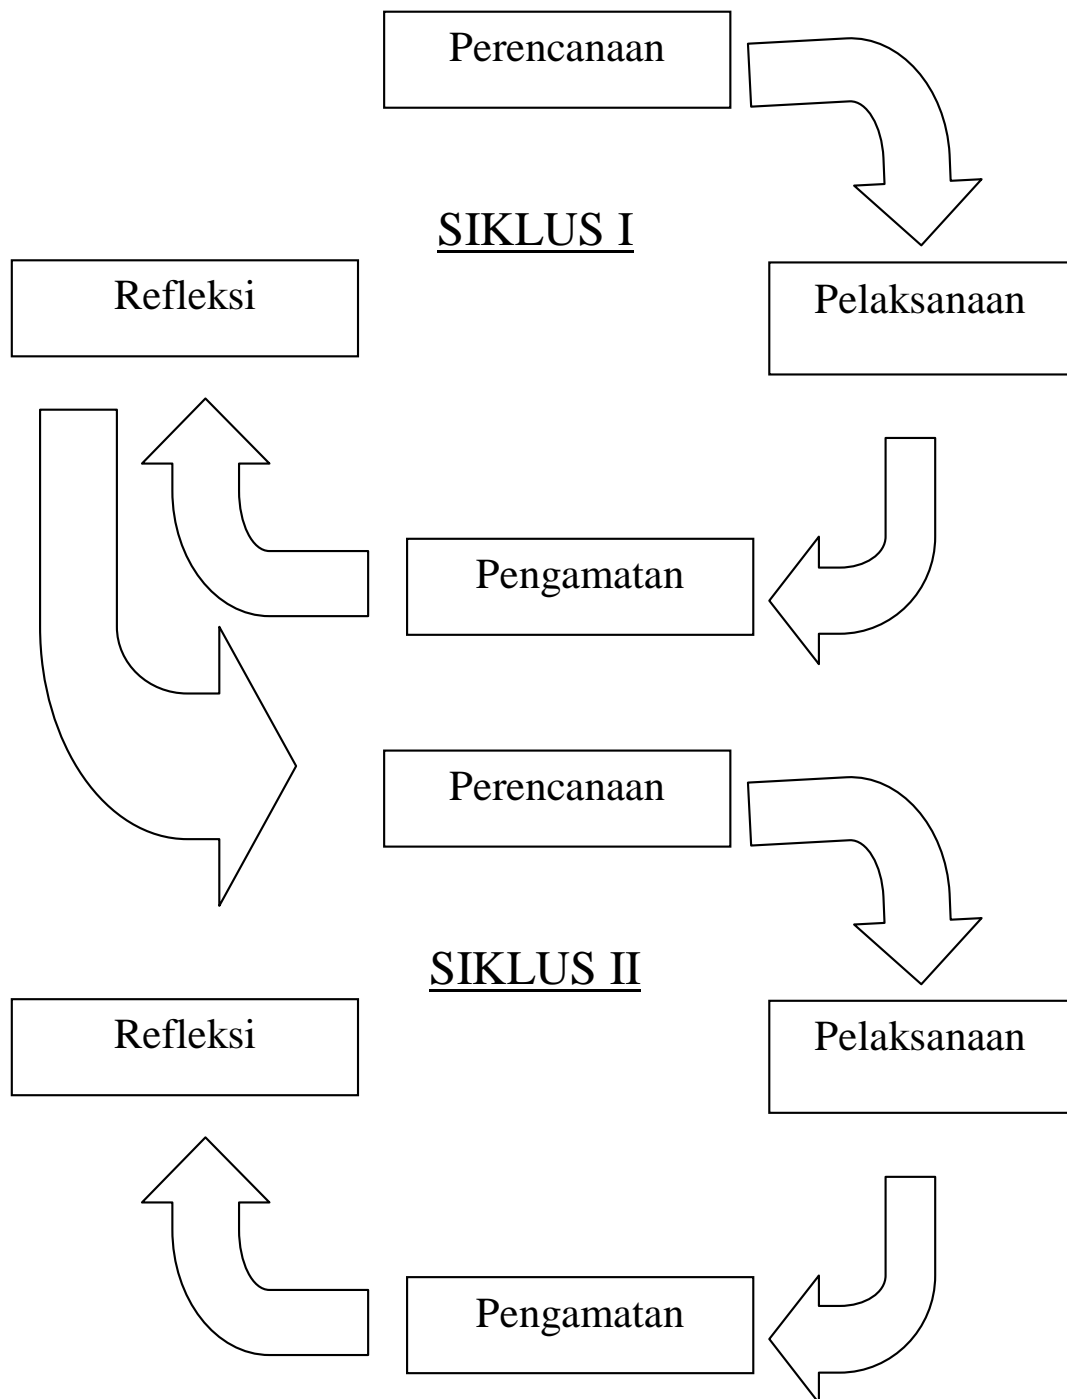 Perencanaan
SIKLUS I
Refleksi
Pelaksanaan
Pengamatan
Perencanaan
SIKLUS II
Refleksi
Pelaksanaan
Pengamatan